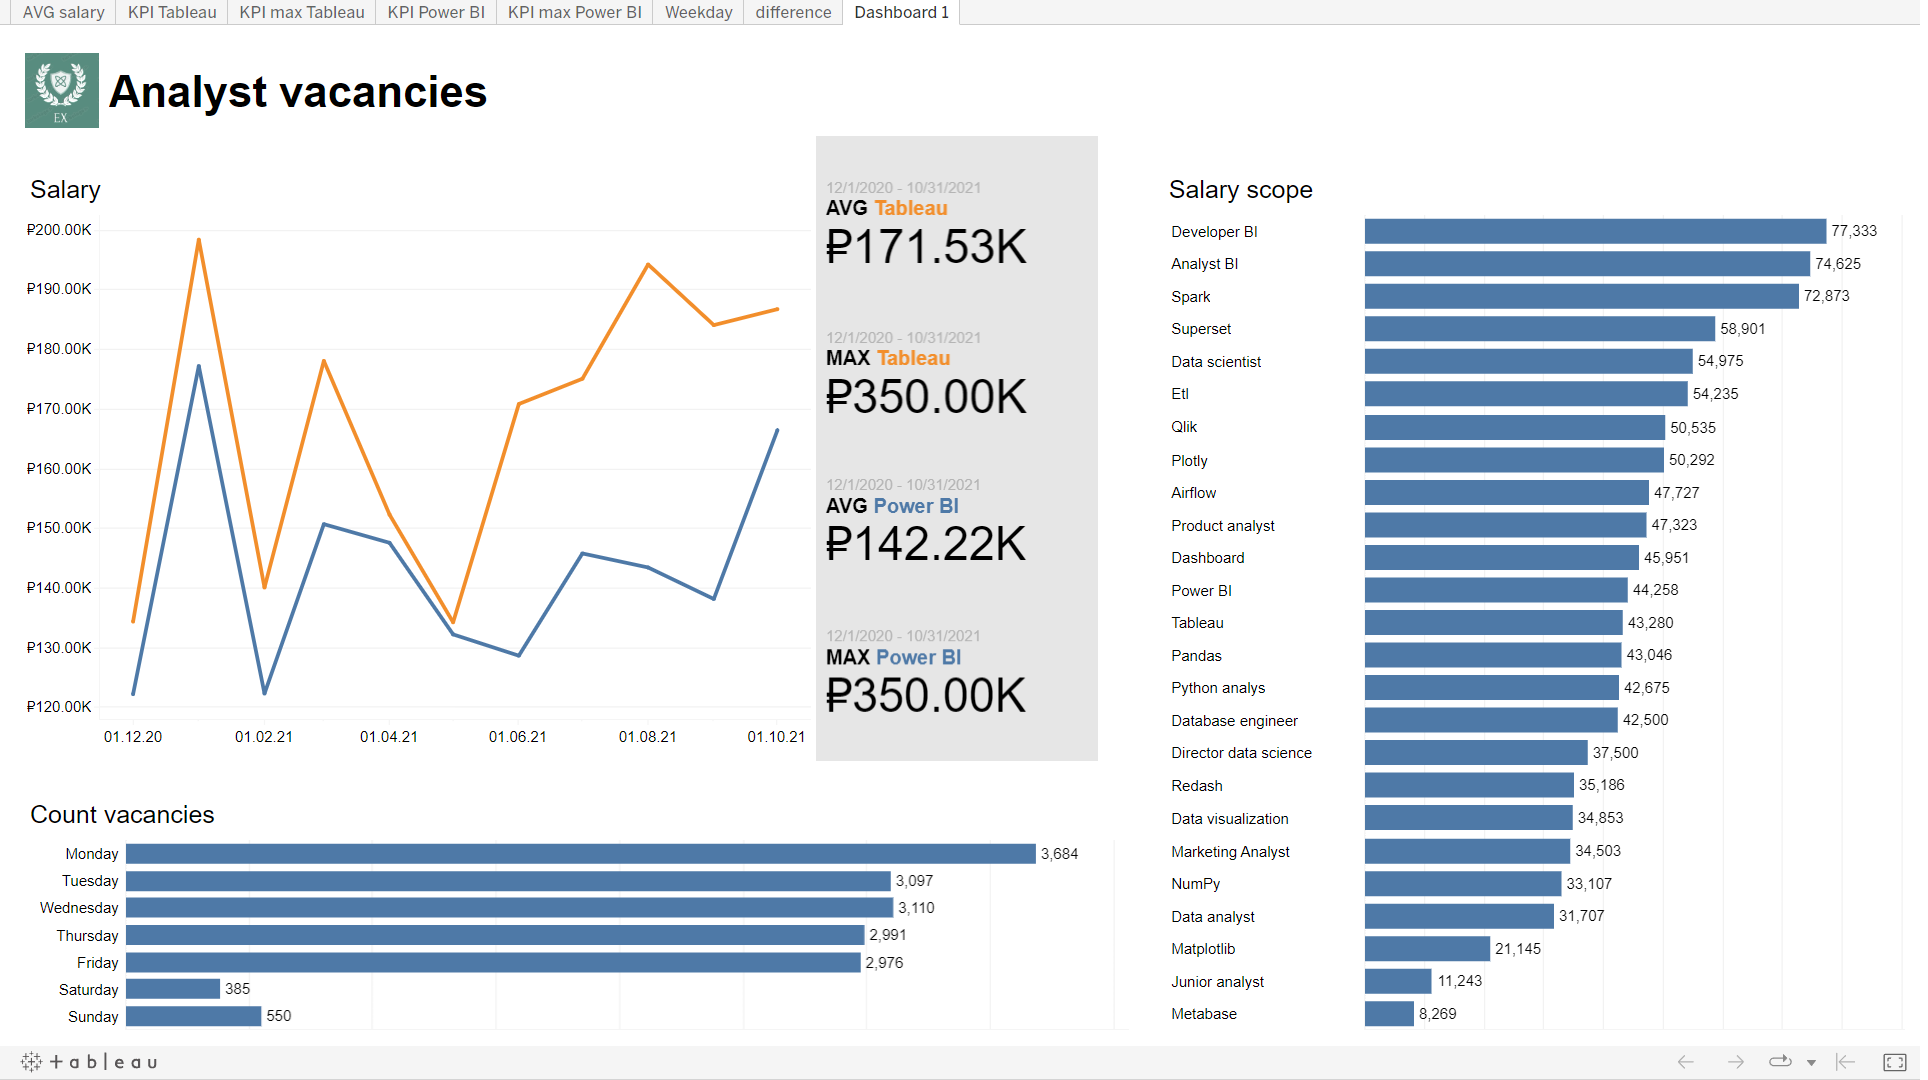 AVG salary
KPI Tableau
KPI max Tableau
KPI Power BI
KPI max Power BI
Weekday
difference
Dashboard 1
EX
Analyst vacancies
Salary
₽200.00K
₽190.00K
₽180.00K
₽170.00K
₽160.00K
₽150.00K
₽140.00K
₽130.00K
₽120.00K
01.12.20
01.02.21
01.04.21
01.06.21
01.08.21
01.10.21
12/1/2020 - 10/31/2021
AVG Tableau
₽171.53K
12/1/2020 - 10/31/2021
MAX Tableau
₽350.00K
12/1/2020 - 10/31/2021
AVG Power BI
₽142.22K
12/1/2020 - 10/31/2021
MAX Power BI
₽350.00K
Count vacancies
Monday 3,684
Tuesday 3,097
Wednesday 3,110
Thursday 2,991
Friday 2,976
Saturday 385
Sunday 550
Salary scope
Developer BI 77,333
Analyst BI 74,625
Spark 72,873
Superset 58,901
Data scientist 54,975
Etl 54,235
Qlik 50,535
Plotly 50,292
Airflow 47,727
Product analyst 47,323
Dashboard 45,951
Power BI 44,258
Tableau 43,280
Pandas 43,046
Python analys 42,675
Database engineer 42,500
Director data science 37,500
Redash 35,186
Data visualization 34,853
Marketing Analyst 34,503
NumPy 33,107
Data analyst 31,707
Matplotlib 21,145
Junior analyst 11,243
Metabase 8,269
+ableau